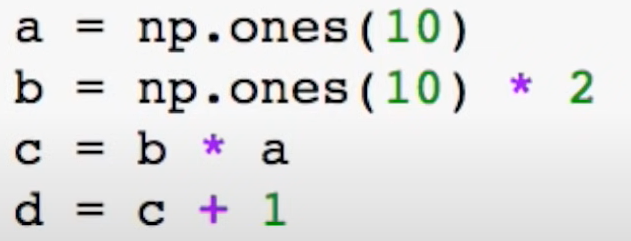 a = np.ones(10)
b = np.ones(10) * 2
c = b * a
d = c + 1